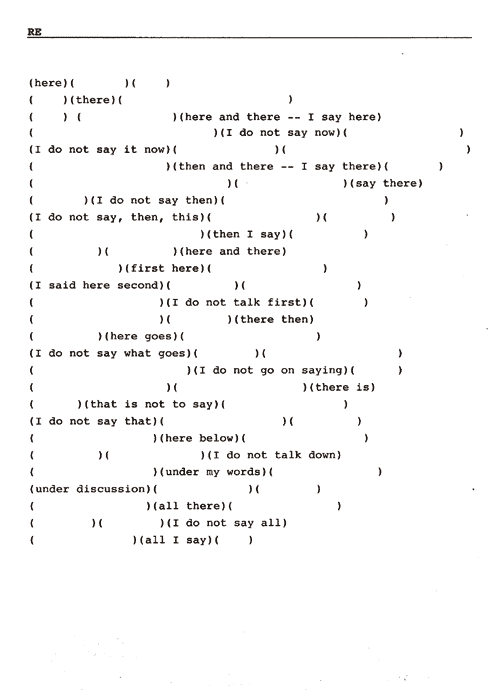 RE
(here)(       )(    )
(    )(there)(                       )
(    ) (            )(here and there -- I say here)
(                         )(I do not say now)(                )
(I do not say it now)(             )(                         )
(                  )(then and there -- I say there)(       )
(                           )(              )(say there)
(       )(I do not say then)(                      )
(I do not say, then, this)(              )(         )
(                       )(then I say)(          )
(         )(         )(here and there)
(            )(first here)(               )
(I said here second)(         )(               )
(                 )(I do not talk first)(       )
(                 )(       )(there then)
(         )(here goes)(                  )
(I do not say what goes)(        )(                  )
(                     )(I do not go on saying)(      )
(                  )(                 )(there is)
(      )(that is not to say)(                )
(I do not say that)(                )(         )
(                )(here below)(                )
(         )(            )(I do not talk down)
(                )(under my words)(               )
(under discussion)(            )(       )
(               )(all there)(              )
(        )(       )(I do not say all)
(             )(all I say)(    )